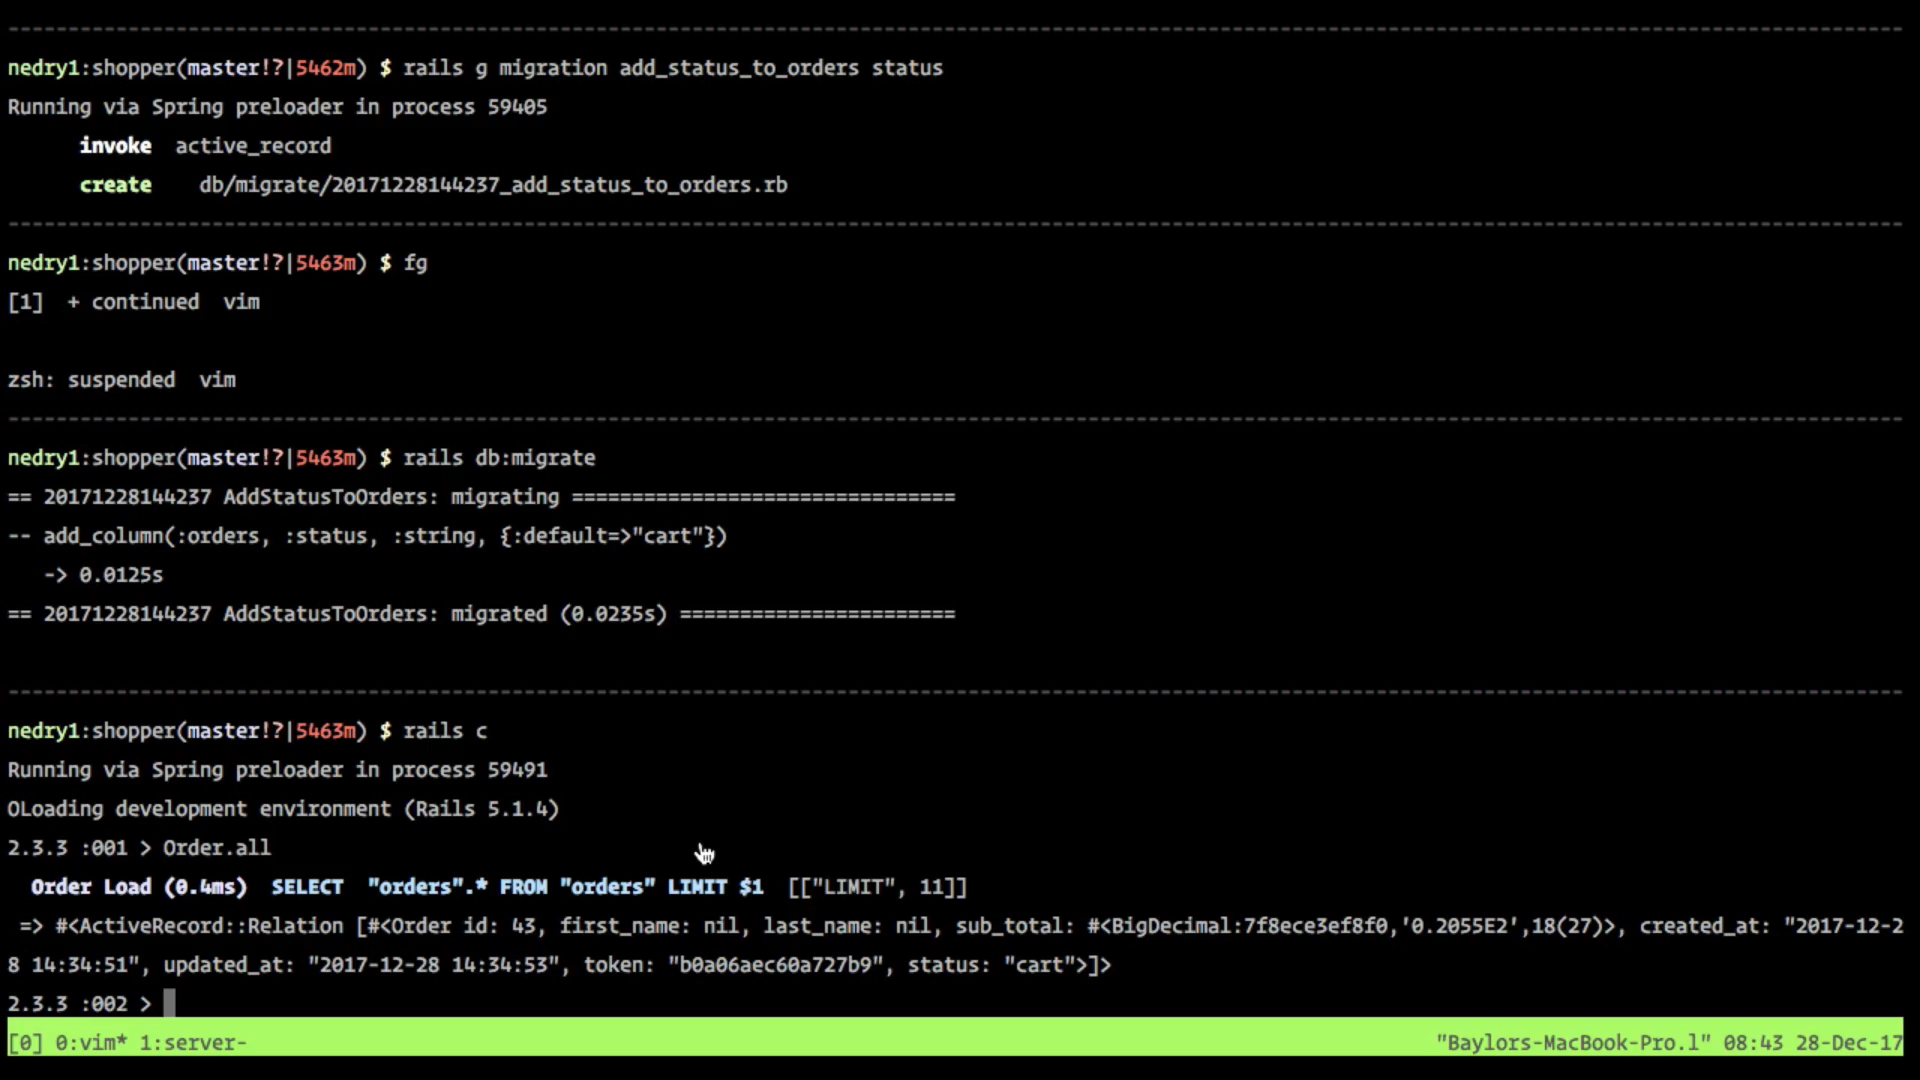 nedry1:shopper(master!?|5462m) $ rails g migration add_status_to_orders status
Running via Spring preloader in process 59405
      invoke  active_record
      create    db/migrate/20171228144237_add_status_to_orders.rb
nedry1:shopper(master!?|5463m) $ fg
[1]  + continued  vim
zsh: suspended  vim
nedry1:shopper(master!?|5463m) $ rails db:migrate
== 20171228144237 AddStatusToOrders: migrating ================================
-- add_column(:orders, :status, :string, {:default=>"cart"})
   -> 0.0125s
== 20171228144237 AddStatusToOrders: migrated (0.0235s) =======================
nedry1:shopper(master!?|5463m) $ rails c
Running via Spring preloader in process 59491
OLoading development environment (Rails 5.1.4)
2.3.3 :001 > Order.all
  Order Load (0.4ms)  SELECT  "orders".* FROM "orders" LIMIT $1  [["LIMIT", 11]]
 => #<ActiveRecord::Relation [#<Order id: 43, first_name: nil, last_name: nil, sub_total: #<BigDecimal:7f8ece3ef8f0,'0.2055E2',18(27)>, created_at: "2017-12-2
8 14:34:51", updated_at: "2017-12-28 14:34:53", token: "b0a06aec60a727b9", status: "cart">]>
2.3.3 :002 >
[0] 0:vim* 1:server- "Baylors-MacBook-Pro.l" 08:43 28-Dec-17